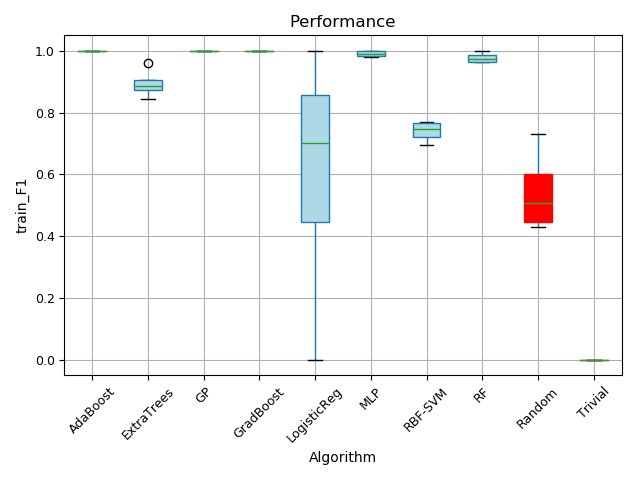 Performance
train_F1
1.0
0.8
0.6
0.4
0.2
0.0
AdaBoost
ExtraTrees
GP
GradBoost
LogisticReg
MLP
RBF-SVM
RF
Random
Trivial
Algorithm